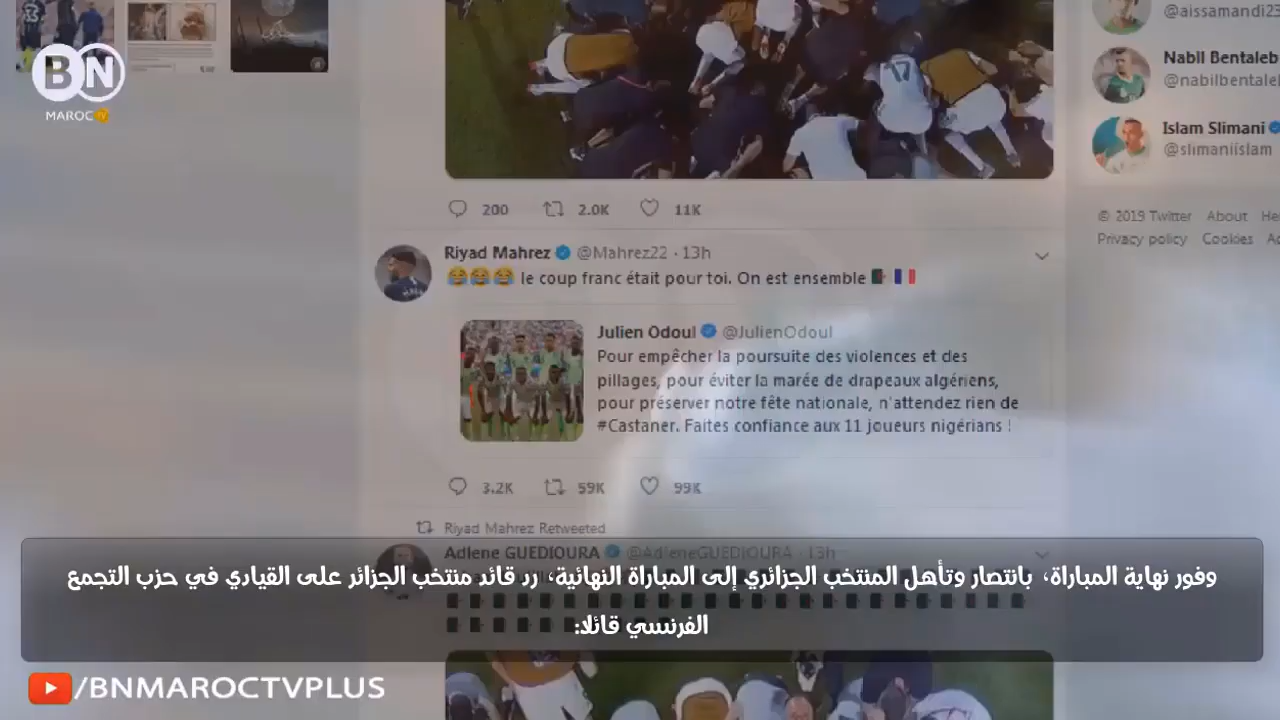 BN
MAROC TV
17
@aissamandi23
Nabil Bentaleb
@nabilbentale
Islam Slimani
@slimaniislam
© 2019 Twitter About He
Privacy policy Cookies
200 2.0K 11K
Riyad Mahrez @Mahrez22 · 13h
😂😂😂 le coup franc était pour toi. On est ensemble 🇩🇿 🇫🇷
Julien Odoul @JulienOdoul
Pour empêcher la poursuite des violences et des
pillages, pour éviter la marée de drapeaux algériens,
pour préserver notre fête nationale, n'attendez rien de
#Castaner. Faites confiance aux 11 joueurs nigérians !
3.2K 59K 99K
Riyad Mahrez Retweeted
Adlene GUEDIOURA @AdleneGUEDIOURA · 13h
وفور نهاية المباراة، بانتصار وتأهل المنتخب الجزائري إلى المباراة النهائية، رد قائد منتخب الجزائر على القيادي في حزب التجمع
الفرنسي قائلا:
/BNMAROCTVPLUS